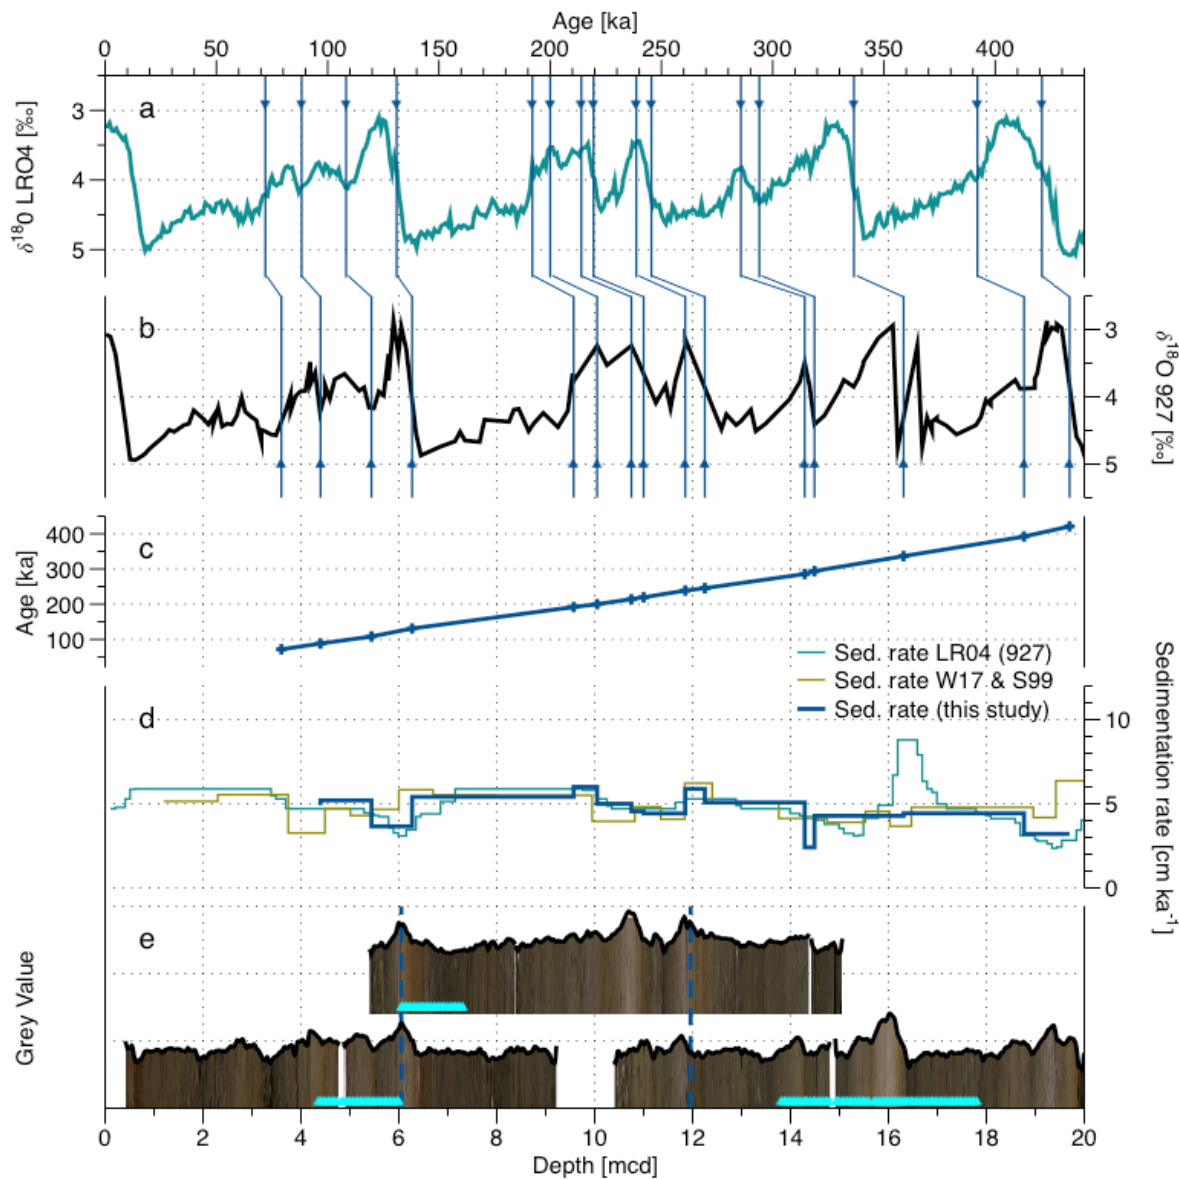 Age [ka]
0 50 100 150 200 250 300 350 400
a
δ18O LR04 [‰]
3
4
5
b
δ18O 927 [‰]
3
4
5
c
Age [ka]
400
300
200
100
Sed. rate LR04 (927)
Sed. rate W17 & S99
Sed. rate (this study)
d
Sedimentation rate [cm ka-1]
10
5
0
e
Grey Value
0 2 4 6 8 10 12 14 16 18 20
Depth [mcd]